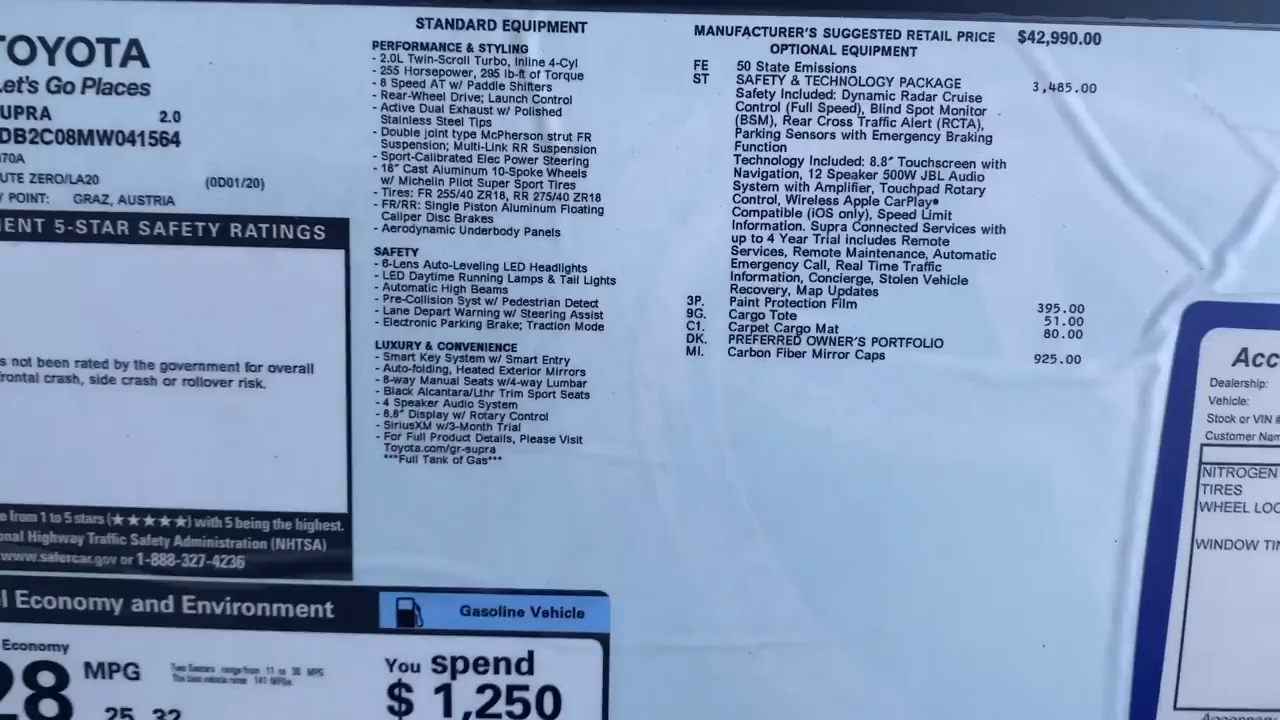 TOYOTA
Let's Go Places
UPRA 2.0
DB2C08MW041564
70A
UTE ZERO/LA20 (0D01/20)
Y POINT: GRAZ, AUSTRIA
ENT 5-STAR SAFETY RATINGS
s not been rated by the government for overall
rontal crash, side crash or rollover risk.
e from 1 to 5 stars (★★★★★) with 5 being the highest.
onal Highway Traffic Safety Administration (NHTSA)
www.safercar.gov or 1-888-327-4236
l Economy and Environment
Gasoline Vehicle
Economy
28 MPG
25 32
You spend
$1,250
STANDARD EQUIPMENT
PERFORMANCE & STYLING
- 2.0L Twin-Scroll Turbo, Inline 4-Cyl
- 255 Horsepower, 295 lb-ft of Torque
- 8 Speed AT w/ Paddle Shifters
- Rear-Wheel Drive; Launch Control
- Active Dual Exhaust w/ Polished
Stainless Steel Tips
- Double joint type McPherson strut FR
Suspension; Multi-Link RR Suspension
- Sport-Calibrated Elec Power Steering
- 18" Cast Aluminum 10-Spoke Wheels
w/ Michelin Pilot Super Sport Tires
- Tires: FR 255/40 ZR18, RR 275/40 ZR18
- FR/RR: Single Piston Aluminum Floating
Caliper Disc Brakes
- Aerodynamic Underbody Panels
SAFETY
- 6-Lens Auto-Leveling LED Headlights
- LED Daytime Running Lamps & Tail Lights
- Automatic High Beams
- Pre-Collision Syst w/ Pedestrian Detect
- Lane Depart Warning w/ Steering Assist
- Electronic Parking Brake; Traction Mode
LUXURY & CONVENIENCE
- Smart Key System w/ Smart Entry
- Auto-folding, Heated Exterior Mirrors
- 8-way Manual Seats w/4-way Lumbar
- Black Alcantara/Lthr Trim Sport Seats
- 4 Speaker Audio System
- 8.8" Display w/ Rotary Control
- SiriusXM w/3-Month Trial
- For Full Product Details, Please Visit
Toyota.com/gr-supra
***Full Tank of Gas***
MANUFACTURER'S SUGGESTED RETAIL PRICE $42,990.00
OPTIONAL EQUIPMENT
FE 50 State Emissions
ST SAFETY & TECHNOLOGY PACKAGE 3,485.00
Safety Included: Dynamic Radar Cruise
Control (Full Speed), Blind Spot Monitor
(BSM), Rear Cross Traffic Alert (RCTA),
Parking Sensors with Emergency Braking
Function
Technology Included: 8.8" Touchscreen with
Navigation, 12 Speaker 500W JBL Audio
System with Amplifier, Touchpad Rotary
Control, Wireless Apple CarPlay®
Compatible (iOS only), Speed Limit
Information. Supra Connected Services with
up to 4 Year Trial includes Remote
Services, Remote Maintenance, Automatic
Emergency Call, Real Time Traffic
Information, Concierge, Stolen Vehicle
Recovery, Map Updates
3P. Paint Protection Film 395.00
9G. Cargo Tote 51.00
C1. Carpet Cargo Mat 80.00
DK. PREFERRED OWNER'S PORTFOLIO
MI. Carbon Fiber Mirror Caps 925.00
Acc
Dealership:
Vehicle:
Stock or VIN #
Customer Nam
NITROGEN
TIRES
WHEEL LOC
WINDOW TIN